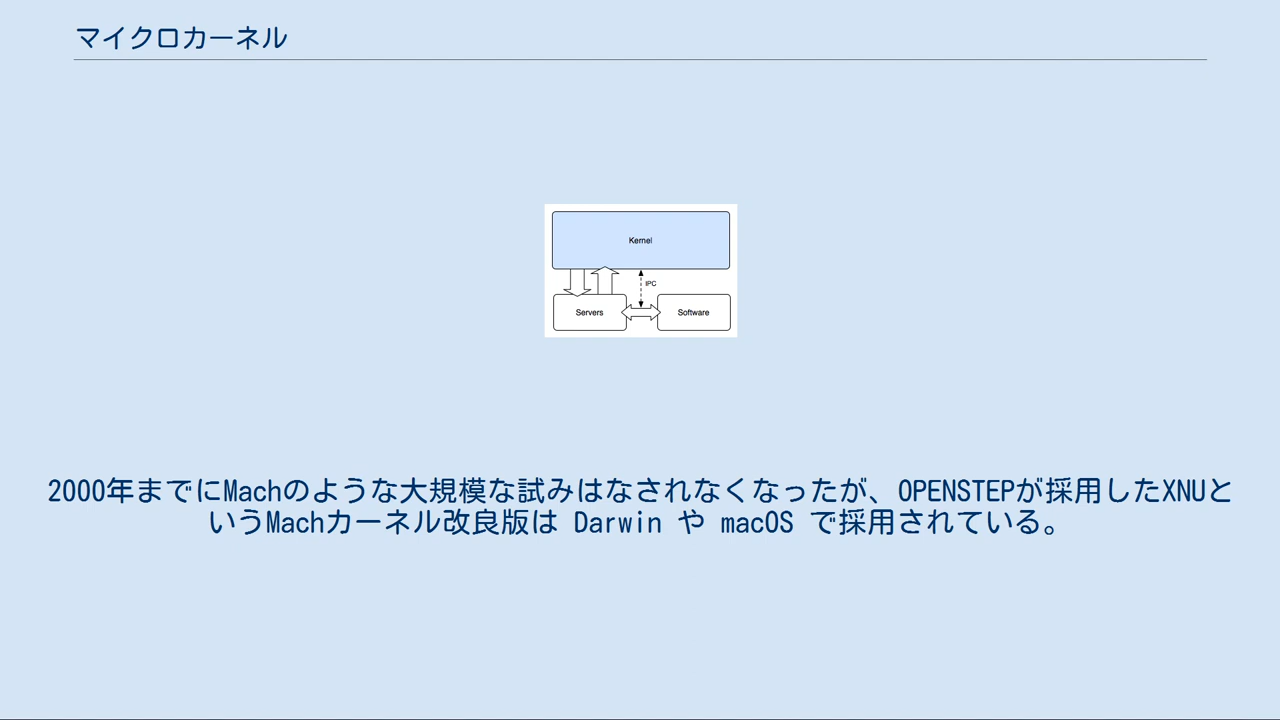 マイクロカーネル
Kernel
IPC
Servers
Software
2000年までにMachのような大規模な試みはなされなくなったが、OPENSTEPが採用したXNUと
いうMachカーネル改良版は Darwin や macOS で採用されている。